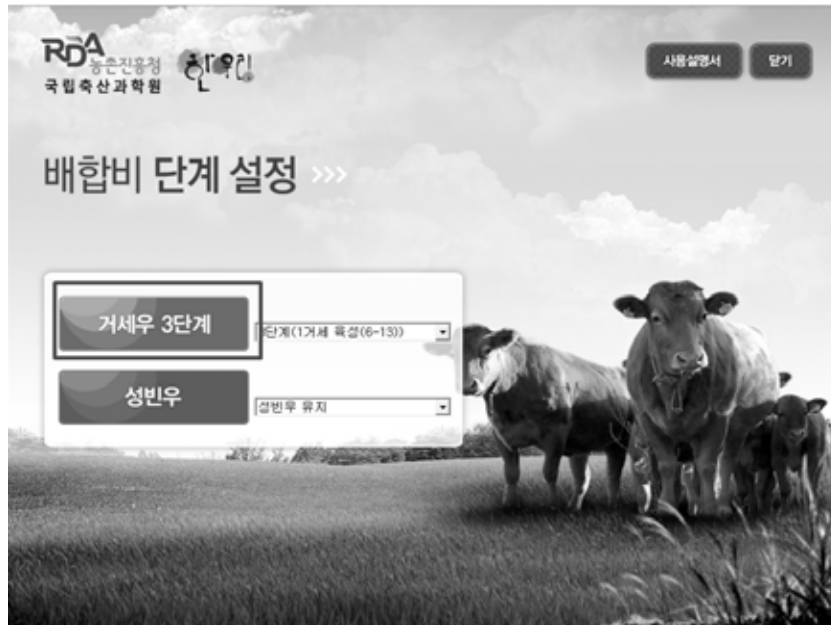 RDA
농촌진흥청
국립축산과학원
한우리
사용설명서
닫기
배합비 단계 설정 >>>
거세우 3단계
단계(1거세 육성(6-13))
성빈우
성빈우 유지